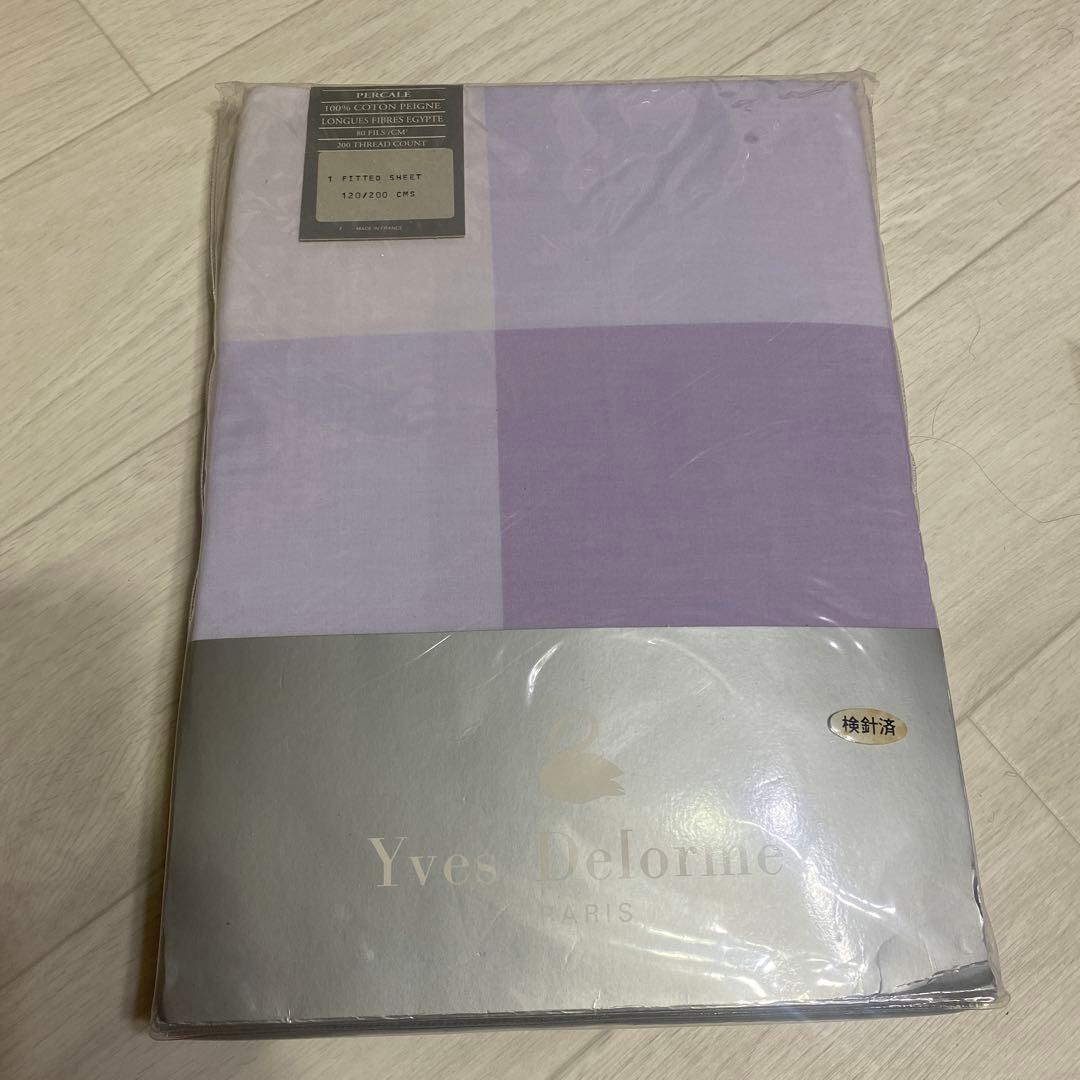 PERCALE
100% COTON PEIGNE
LONGUES FIBRES EGYPTE
80 FILS/CM²
200 THREAD COUNT
1 FITTED SHEET
120/200 CMS
F MADE IN FRANCE
検針済
Yves Delorme
PARIS